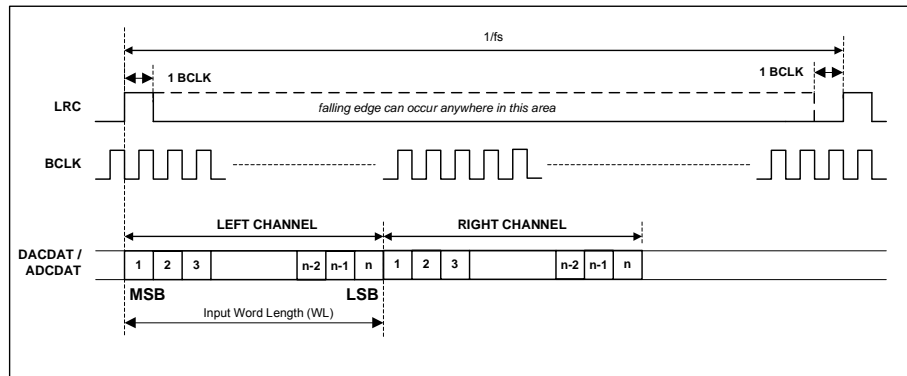 1/fs
1 BCLK
1 BCLK
LRC
falling edge can occur anywhere in this area
BCLK
LEFT CHANNEL
RIGHT CHANNEL
DACDAT /
ADCDAT
1 2 3 n-2 n-1 n 1 2 3 n-2 n-1 n
MSB
LSB
Input Word Length (WL)